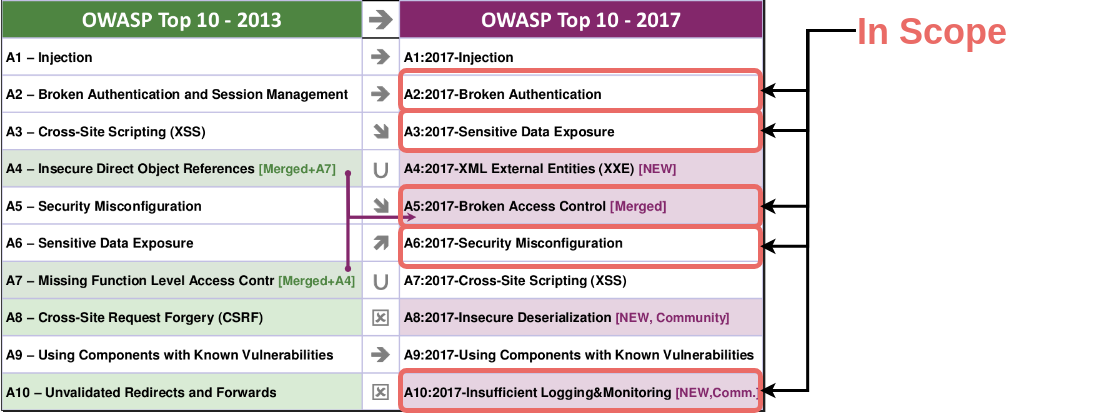 OWASP Top 10 - 2013
OWASP Top 10 - 2017
In Scope
A1 – Injection
A1:2017-Injection
A2 – Broken Authentication and Session Management
A2:2017-Broken Authentication
A3 – Cross-Site Scripting (XSS)
A3:2017-Sensitive Data Exposure
A4 – Insecure Direct Object References [Merged+A7]
A4:2017-XML External Entities (XXE) [NEW]
A5 – Security Misconfiguration
A5:2017-Broken Access Control [Merged]
A6 – Sensitive Data Exposure
A6:2017-Security Misconfiguration
A7 – Missing Function Level Access Contr [Merged+A4]
A7:2017-Cross-Site Scripting (XSS)
A8 – Cross-Site Request Forgery (CSRF)
A8:2017-Insecure Deserialization [NEW, Community]
A9 – Using Components with Known Vulnerabilities
A9:2017-Using Components with Known Vulnerabilities
A10 – Unvalidated Redirects and Forwards
A10:2017-Insufficient Logging&Monitoring [NEW,Comm.]